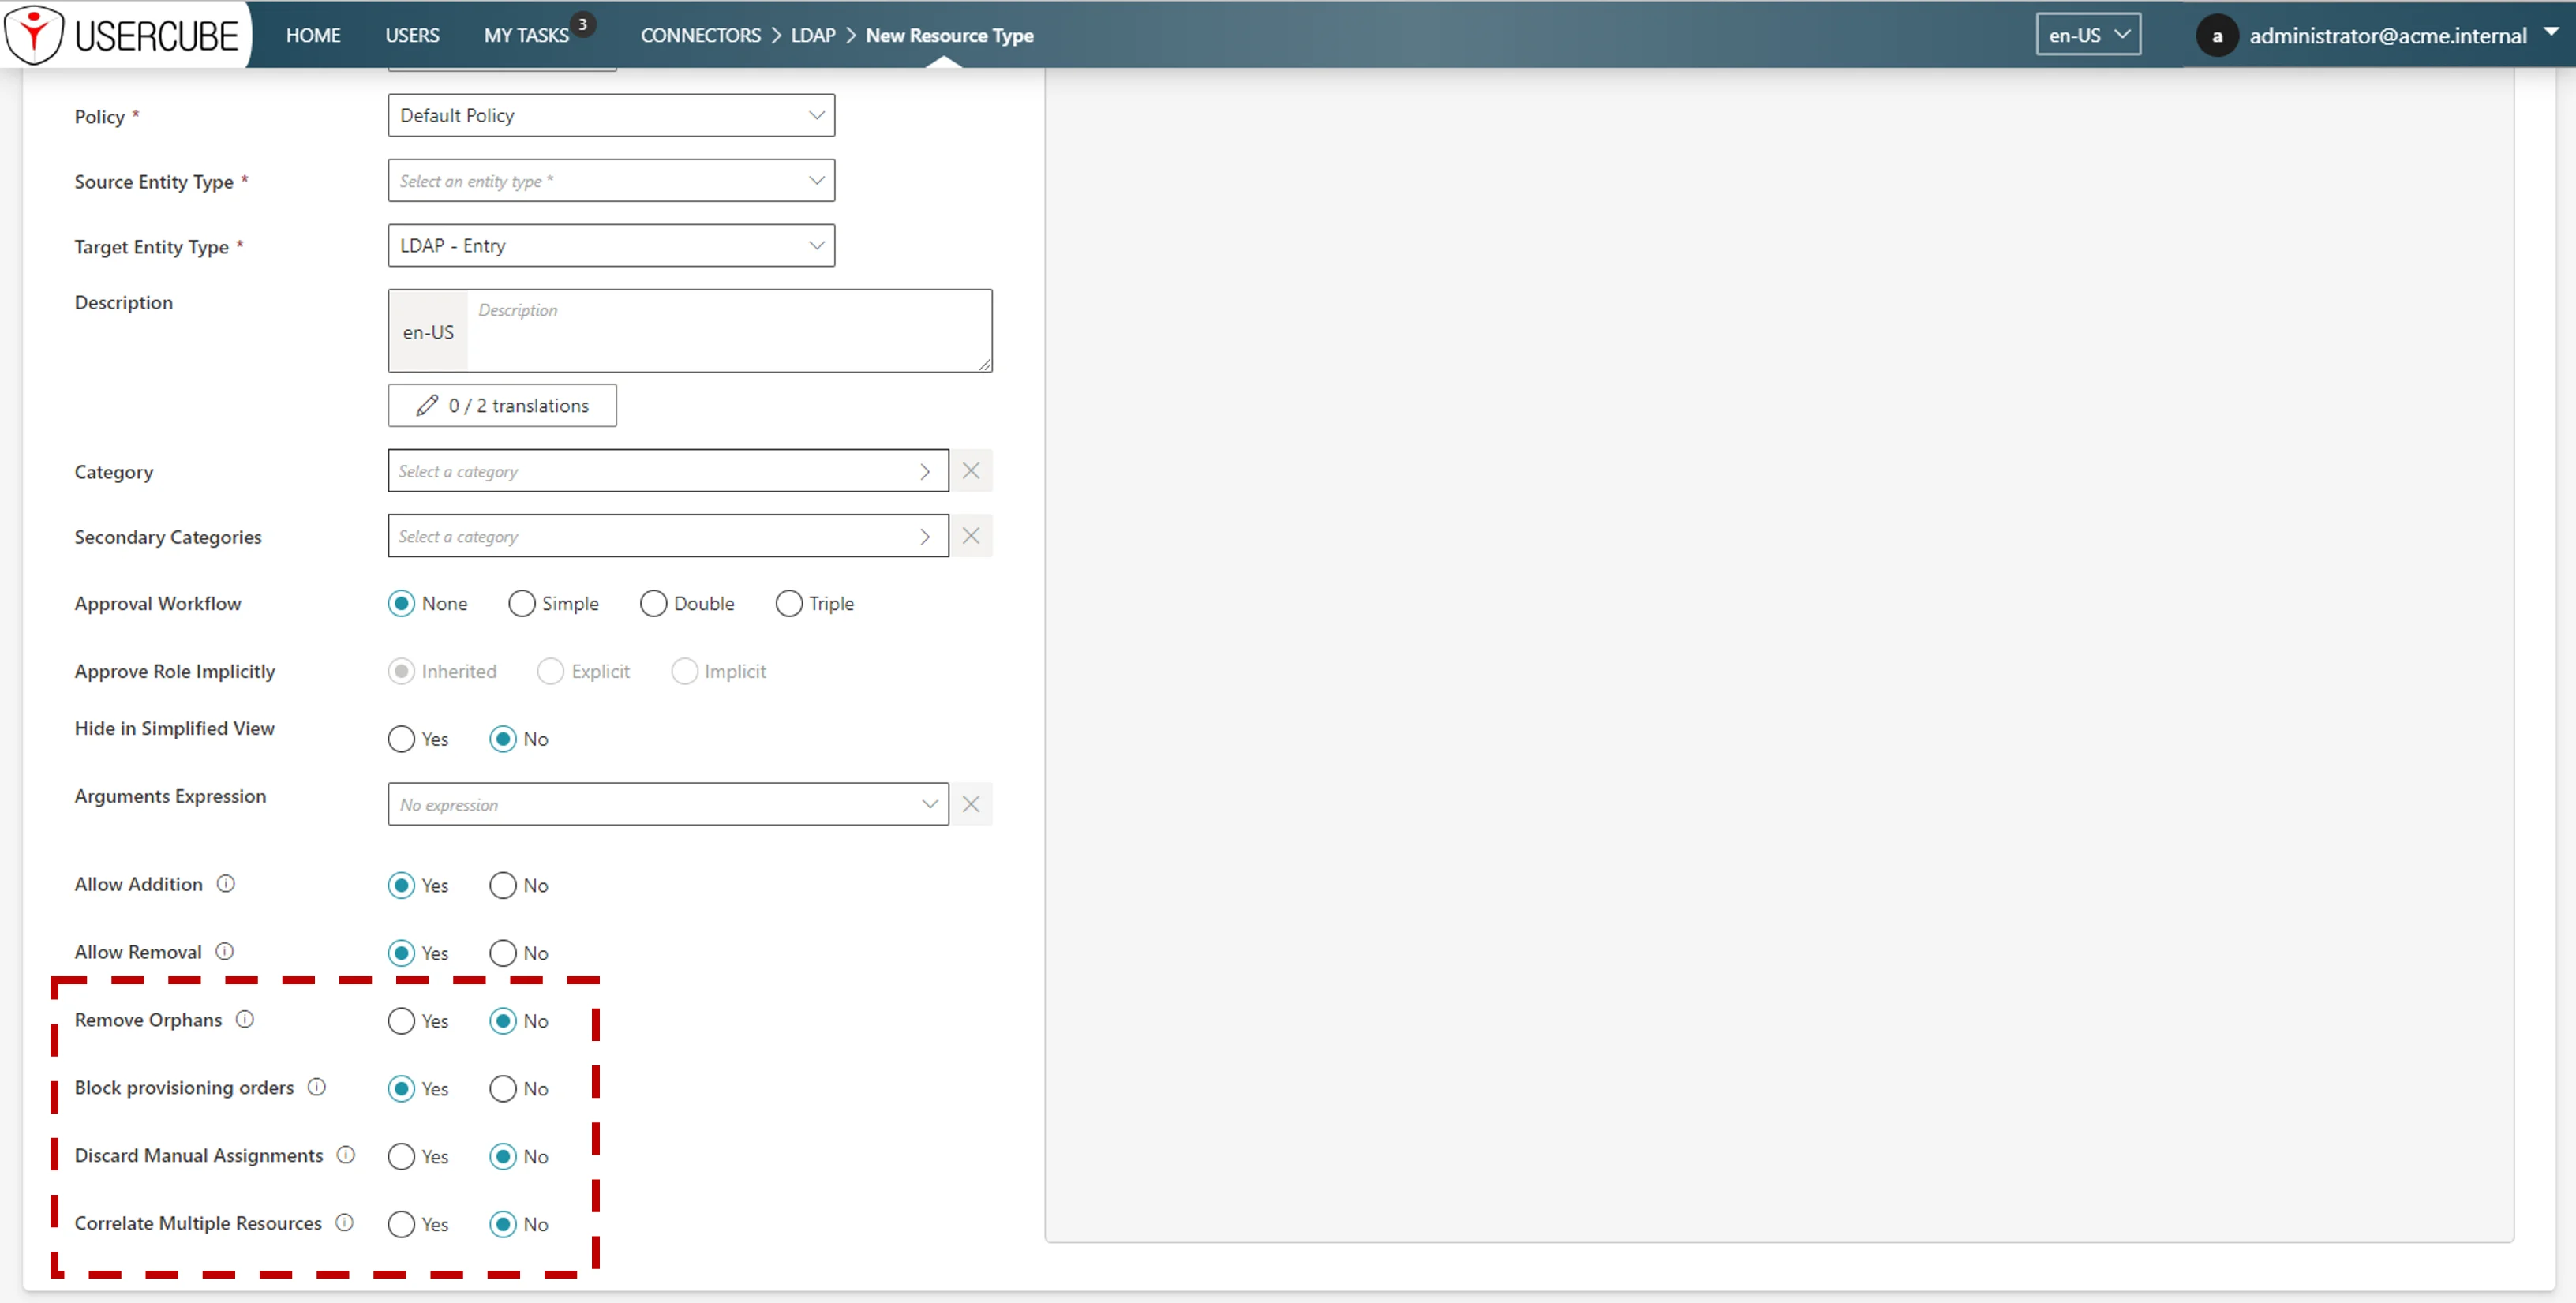 USERCUBE HOME USERS MY TASKS 3 CONNECTORS > LDAP > New Resource Type en-US a administrator@acme.internal
Policy * Default Policy
Source Entity Type * Select an entity type *
Target Entity Type * LDAP - Entry
Description en-US Description
0 / 2 translations
Category Select a category
Secondary Categories Select a category
Approval Workflow None Simple Double Triple
Approve Role Implicitly Inherited Explicit Implicit
Hide in Simplified View Yes No
Arguments Expression No expression
Allow Addition Yes No
Allow Removal Yes No
Remove Orphans Yes No
Block provisioning orders Yes No
Discard Manual Assignments Yes No
Correlate Multiple Resources Yes No